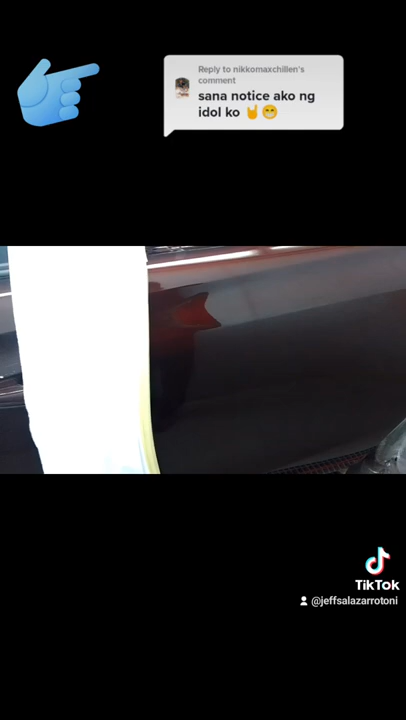 Reply to nikkomaxchillen's
comment
sana notice ako ng
idol ko 🤘😁
TikTok
@jeffsalazarrotoni